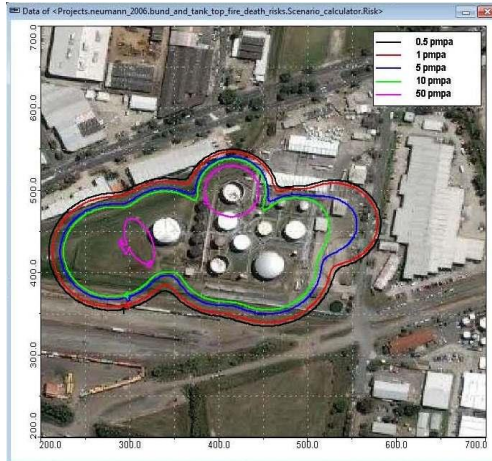 Data of <Projects.neumann_2006.bund_and_tank_top_fire_death_risks.Scenario_calculator.Risk>
0.5 pmpa
1 pmpa
5 pmpa
10 pmpa
50 pmpa
700.0
600.0
500.0
400.0
300.0
200.0
200.0 300.0 400.0 500.0 600.0 700.0